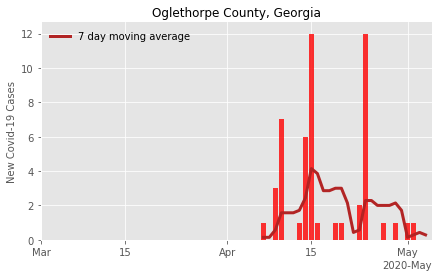 Oglethorpe County, Georgia
7 day moving average
New Covid-19 Cases
12
10
8
6
4
2
0
Mar
15
Apr
15
May
2020-May